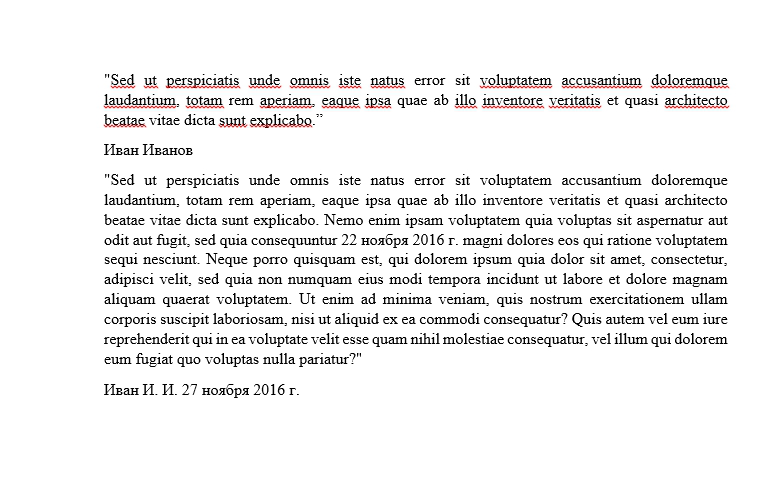 "Sed ut perspiciatis unde omnis iste natus error sit voluptatem accusantium doloremque
laudantium, totam rem aperiam, eaque ipsa quae ab illo inventore veritatis et quasi architecto
beatae vitae dicta sunt explicabo.”
Иван Иванов
"Sed ut perspiciatis unde omnis iste natus error sit voluptatem accusantium doloremque
laudantium, totam rem aperiam, eaque ipsa quae ab illo inventore veritatis et quasi architecto
beatae vitae dicta sunt explicabo. Nemo enim ipsam voluptatem quia voluptas sit aspernatur aut
odit aut fugit, sed quia consequuntur 22 ноября 2016 г. magni dolores eos qui ratione voluptatem
sequi nesciunt. Neque porro quisquam est, qui dolorem ipsum quia dolor sit amet, consectetur,
adipisci velit, sed quia non numquam eius modi tempora incidunt ut labore et dolore magnam
aliquam quaerat voluptatem. Ut enim ad minima veniam, quis nostrum exercitationem ullam
corporis suscipit laboriosam, nisi ut aliquid ex ea commodi consequatur? Quis autem vel eum iure
reprehenderit qui in ea voluptate velit esse quam nihil molestiae consequatur, vel illum qui dolorem
eum fugiat quo voluptas nulla pariatur?"
Иван И. И. 27 ноября 2016 г.